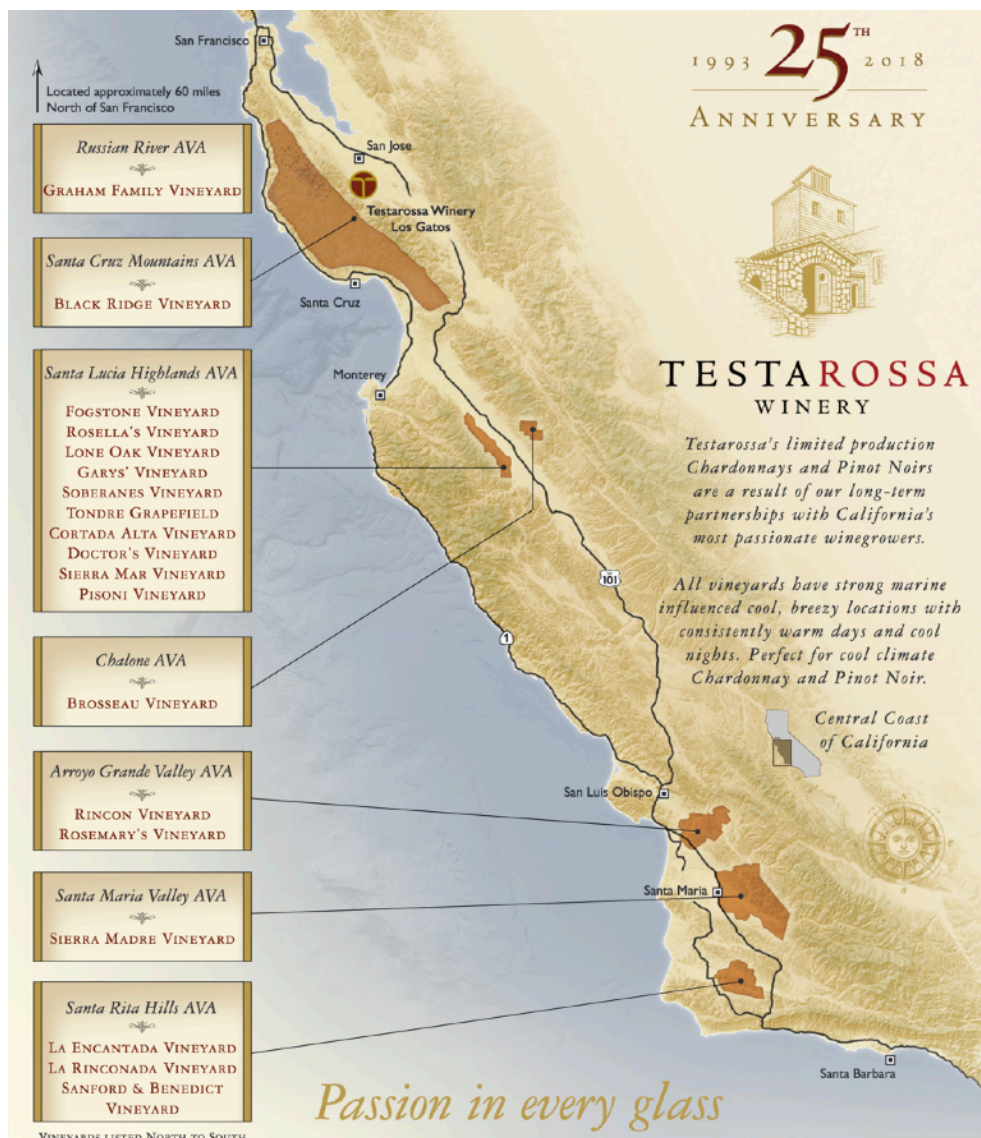 San Francisco
Located approximately 60 miles
North of San Francisco
Russian River AVA
GRAHAM FAMILY VINEYARD
Santa Cruz Mountains AVA
BLACK RIDGE VINEYARD
Santa Lucia Highlands AVA
FOGSTONE VINEYARD
ROSELLA'S VINEYARD
LONE OAK VINEYARD
GARYS' VINEYARD
SOBERANES VINEYARD
TONDRE GRAPEFIELD
CORTADA ALTA VINEYARD
DOCTOR'S VINEYARD
SIERRA MAR VINEYARD
PISONI VINEYARD
Chalone AVA
BROSSEAU VINEYARD
Arroyo Grande Valley AVA
RINCON VINEYARD
ROSEMARY'S VINEYARD
Santa Maria Valley AVA
SIERRA MADRE VINEYARD
Santa Rita Hills AVA
LA ENCANTADA VINEYARD
LA RINCONADA VINEYARD
SANFORD & BENEDICT
VINEYARD
VINEYARDS LISTED NORTH TO SOUTH
San Jose
Testarossa Winery
Los Gatos
Santa Cruz
Monterey
101
1
San Luis Obispo
Santa Maria
Santa Barbara
1993 25TH 2018
ANNIVERSARY
TESTAROSSA
WINERY
Testarossa's limited production
Chardonnays and Pinot Noirs
are a result of our long-term
partnerships with California's
most passionate winegrowers.
All vineyards have strong marine
influenced cool, breezy locations with
consistently warm days and cool
nights. Perfect for cool climate
Chardonnay and Pinot Noir.
Central Coast
of California
Passion in every glass